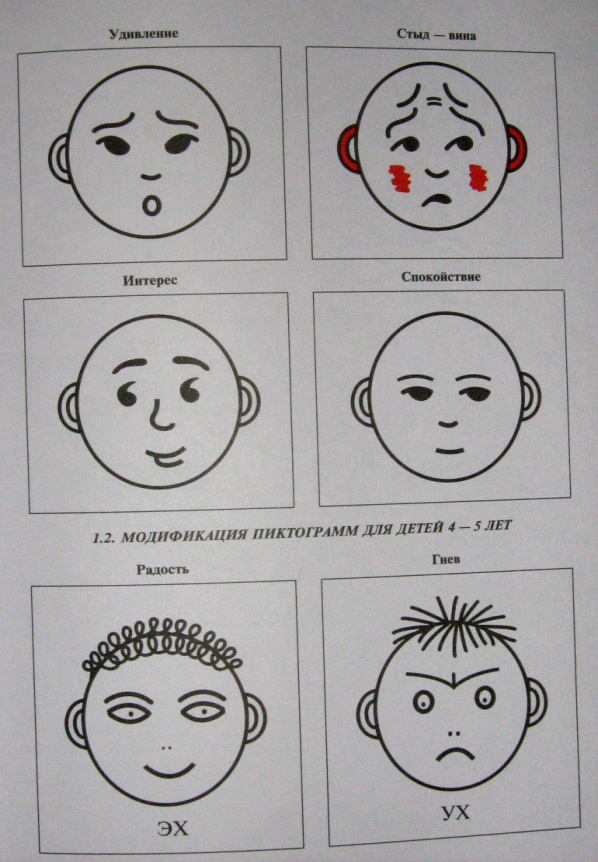 Удивление
Стыд — вина
Интерес
Спокойствие
1.2. МОДИФИКАЦИЯ ПИКТОГРАММ ДЛЯ ДЕТЕЙ 4 — 5 ЛЕТ
Радость
Гнев
ЭХ
УХ